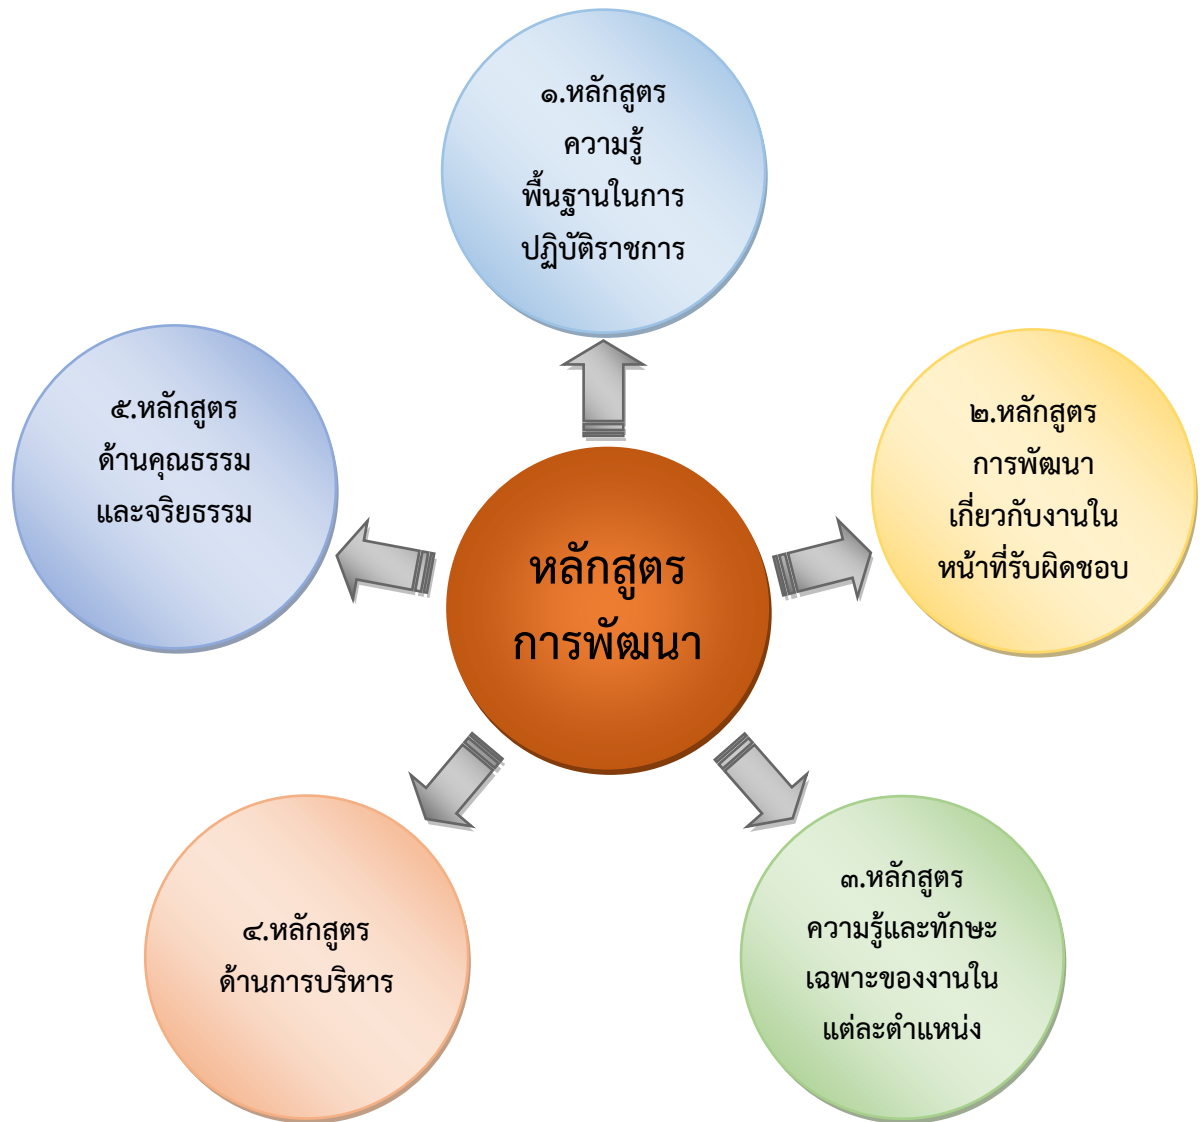 ๑.หลักสูตร
ความรู้
พื้นฐานในการ
ปฏิบัติราชการ
๒.หลักสูตร
การพัฒนา
เกี่ยวกับงานใน
หน้าที่รับผิดชอบ
๓.หลักสูตร
ความรู้และทักษะ
เฉพาะของงานใน
แต่ละตำแหน่ง
๔.หลักสูตร
ด้านการบริหาร
๕.หลักสูตร
ด้านคุณธรรม
และจริยธรรม
หลักสูตร
การพัฒนา